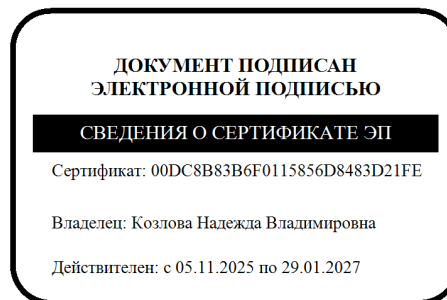 ДОКУМЕНТ ПОДПИСАН
ЭЛЕКТРОННОЙ ПОДПИСЬЮ
СВЕДЕНИЯ О СЕРТИФИКАТЕ ЭП
Сертификат: 00DC8B83B6F0115856D8483D21FE
Владелец: Козлова Надежда Владимировна
Действителен: с 05.11.2025 по 29.01.2027